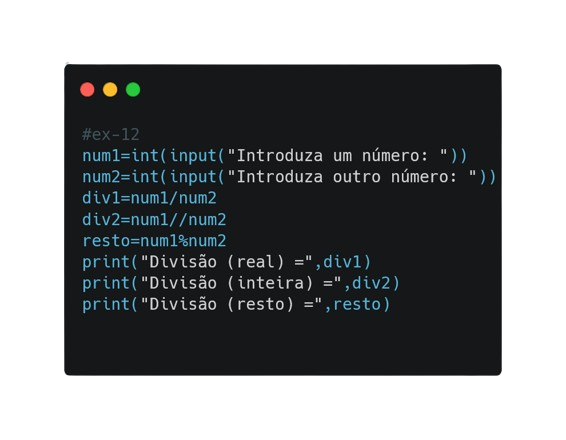 #ex-12
num1=int(input("Introduza um número: "))
num2=int(input("Introduza outro número: "))
div1=num1/num2
div2=num1//num2
resto=num1%num2
print("Divisão (real) =",div1)
print("Divisão (inteira) =",div2)
print("Divisão (resto) =",resto)